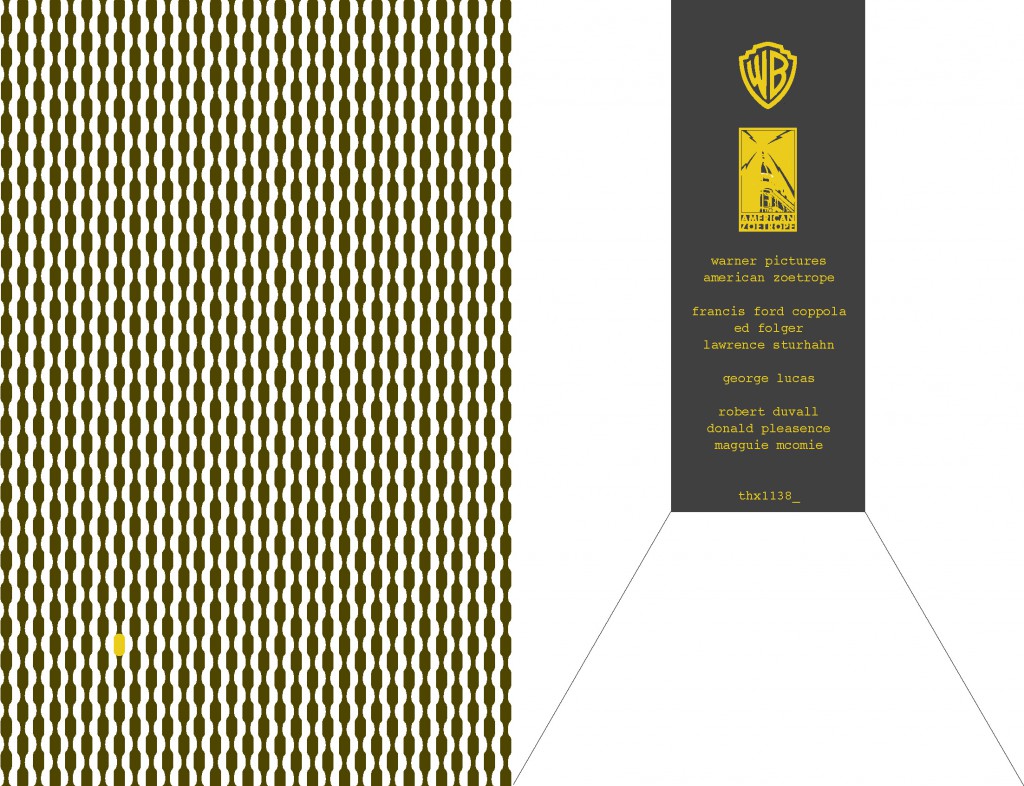 WB
AMERICAN
ZOETROPE
warner pictures
american zoetrope
francis ford coppola
ed folger
lawrence sturhahn
george lucas
robert duvall
donald pleasence
magguie mcomie
thx1138_